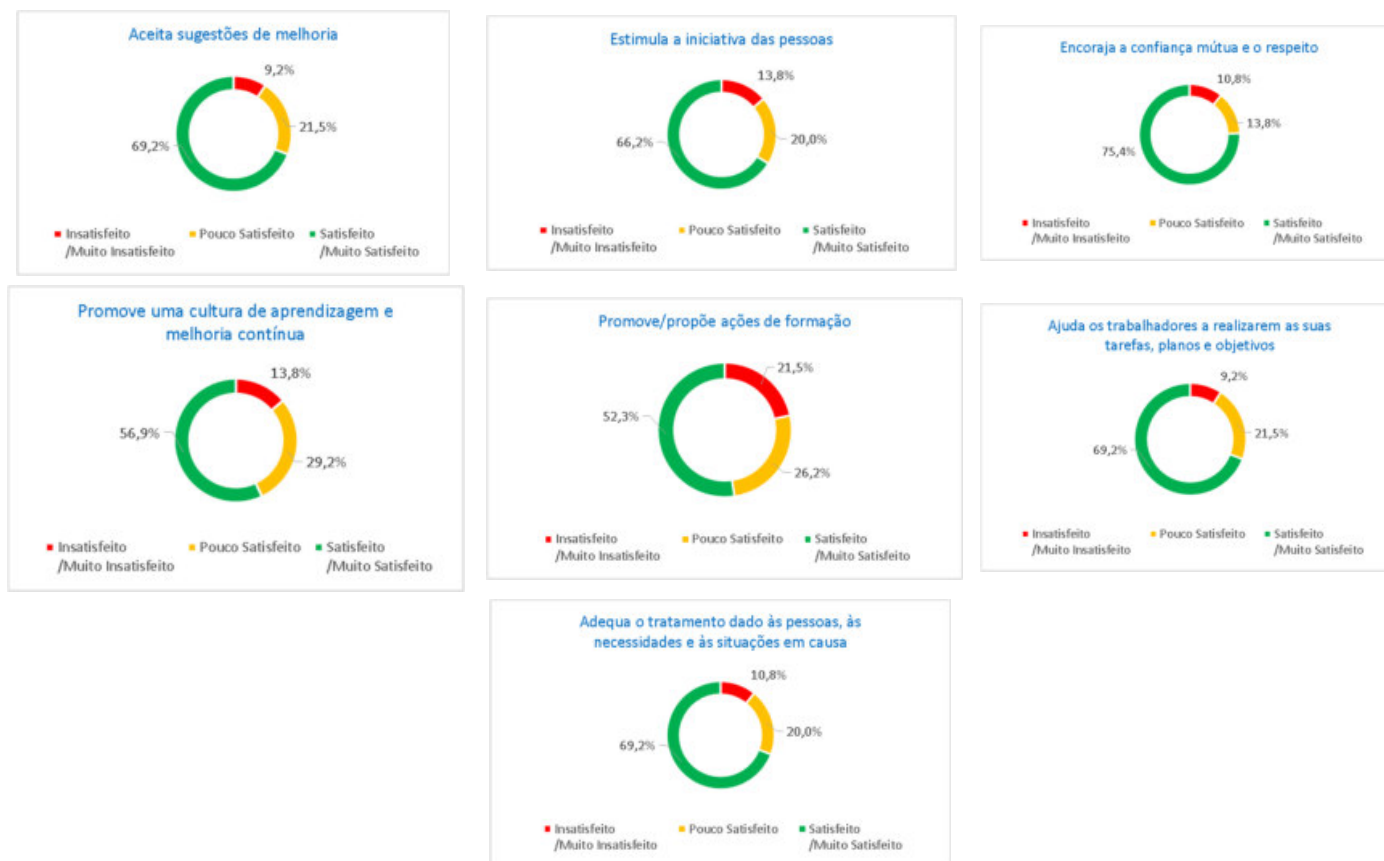 Aceita sugestões de melhoria
9,2%
21,5%
69,2%
Insatisfeito
/Muito Insatisfeito
Pouco Satisfeito
Satisfeito
/Muito Satisfeito
Estimula a iniciativa das pessoas
13,8%
20,0%
66,2%
Insatisfeito
/Muito Insatisfeito
Pouco Satisfeito
Satisfeito
/Muito Satisfeito
Encoraja a confiança mútua e o respeito
10,8%
13,8%
75,4%
Insatisfeito
/Muito Insatisfeito
Pouco Satisfeito
Satisfeito
/Muito Satisfeito
Promove uma cultura de aprendizagem e
melhoria contínua
13,8%
56,9%
29,2%
Insatisfeito
/Muito Insatisfeito
Pouco Satisfeito
Satisfeito
/Muito Satisfeito
Promove/propõe ações de formação
21,5%
52,3%
26,2%
Insatisfeito
/Muito Insatisfeito
Pouco Satisfeito
Satisfeito
/Muito Satisfeito
Ajuda os trabalhadores a realizarem as suas
tarefas, planos e objetivos
9,2%
21,5%
69,2%
Insatisfeito
/Muito Insatisfeito
Pouco Satisfeito
Satisfeito
/Muito Satisfeito
Adequa o tratamento dado às pessoas, às
necessidades e às situações em causa
10,8%
20,0%
69,2%
Insatisfeito
/Muito Insatisfeito
Pouco Satisfeito
Satisfeito
/Muito Satisfeito